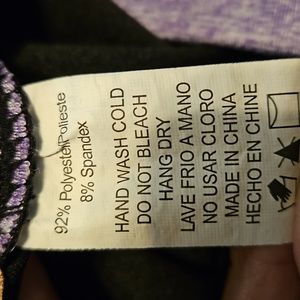 92% Polyester/Polieste
8% Spandex
HAND WASH COLD
DO NOT BLEACH
HANG DRY
LAVE FRIO A MANO
NO USAR CLORO
MADE IN CHINA
HECHO EN CHINE